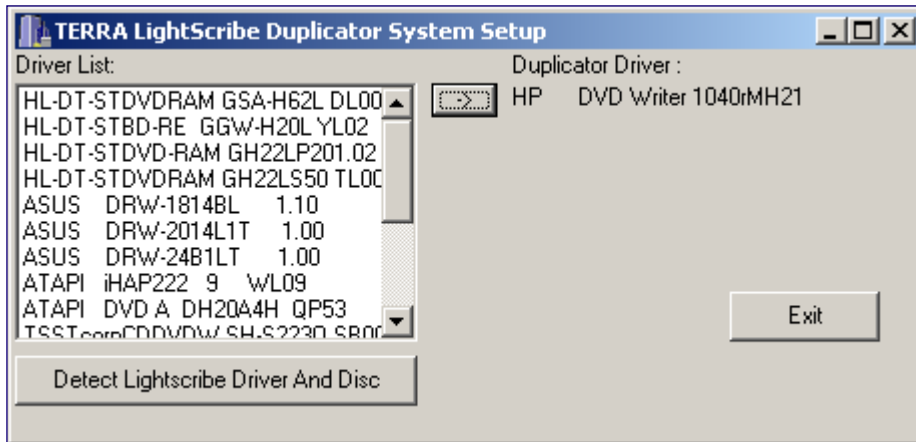 TERRA LightScribe Duplicator System Setup
Driver List:
Duplicator Driver :
HL-DT-STDVDRAM GSA-H62L DL00
HL-DT-STBD-RE GGW-H20L YL02
HL-DT-STDVD-RAM GH22LP201.02
HL-DT-STDVDRAM GH22LS50 TL00
ASUS DRW-1814BL 1.10
ASUS DRW-2014L1T 1.00
ASUS DRW-24B1LT 1.00
ATAPI iHAP222 9 WL09
ATAPI DVD A DH20A4H QP53
TSSTcorpCDDVDW
->
HP DVD Writer 1040rMH21
Exit
Detect Lightscribe Driver And Disc